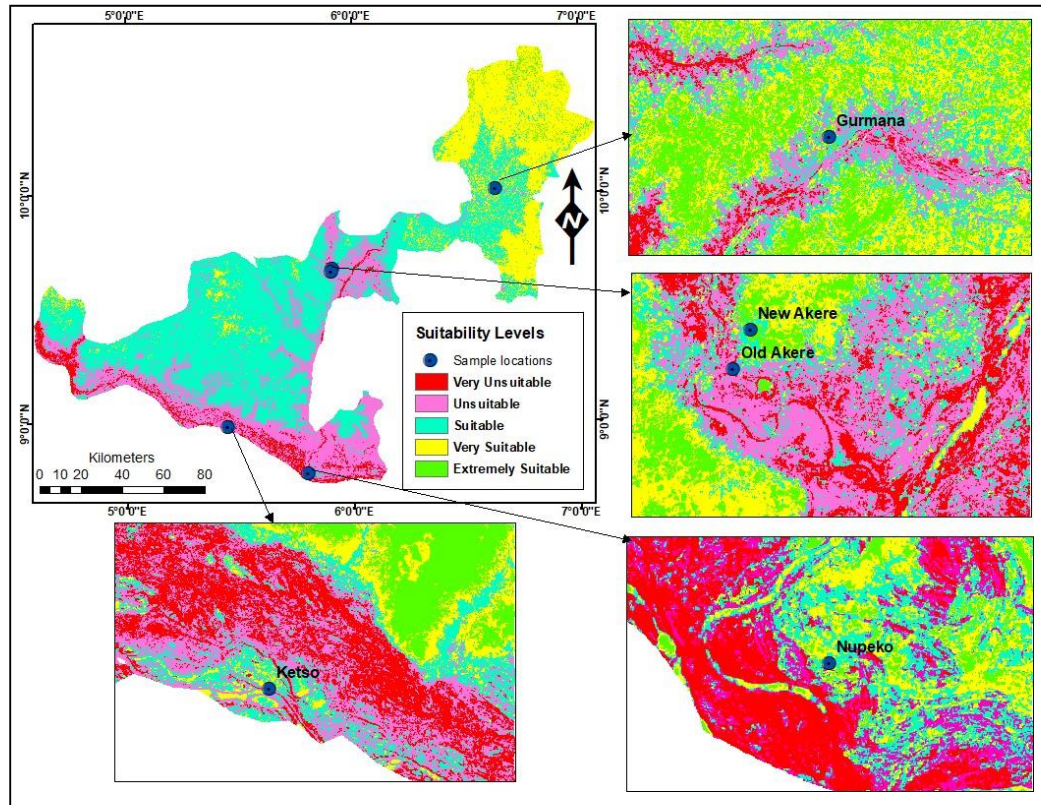 5°0'0"E 6°0'0"E 7°0'0"E
10°0'0"N
10°0'0"N
9°0'0"N
9°0'0"N
N
Suitability Levels
Sample locations
Very Unsuitable
Unsuitable
Suitable
Very Suitable
Extremely Suitable
Kilometers
0 10 20 40 60 80
5°0'0"E 6°0'0"E 7°0'0"E
Gurmana
New Akere
Old Akere
Ketso
Nupeko